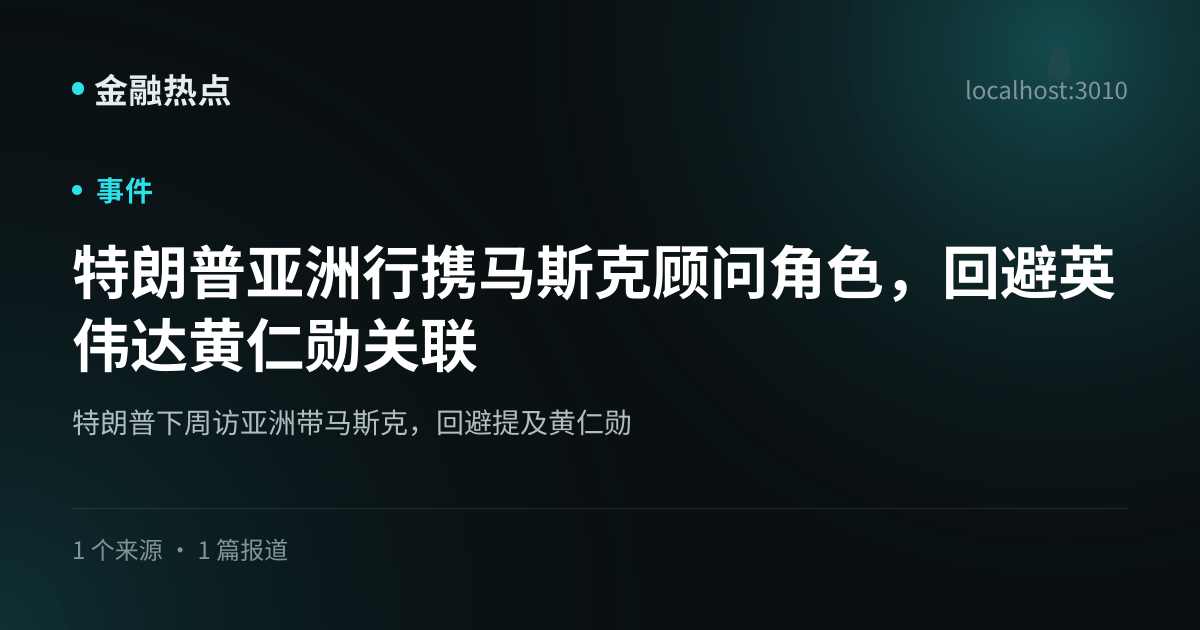 金融热点
localhost:3010
事件
特朗普亚洲行携马斯克顾问角色，回避英
伟达黄仁勋关联
特朗普下周访亚洲带马斯克，回避提及黄仁勋
1 个来源 · 1 篇报道